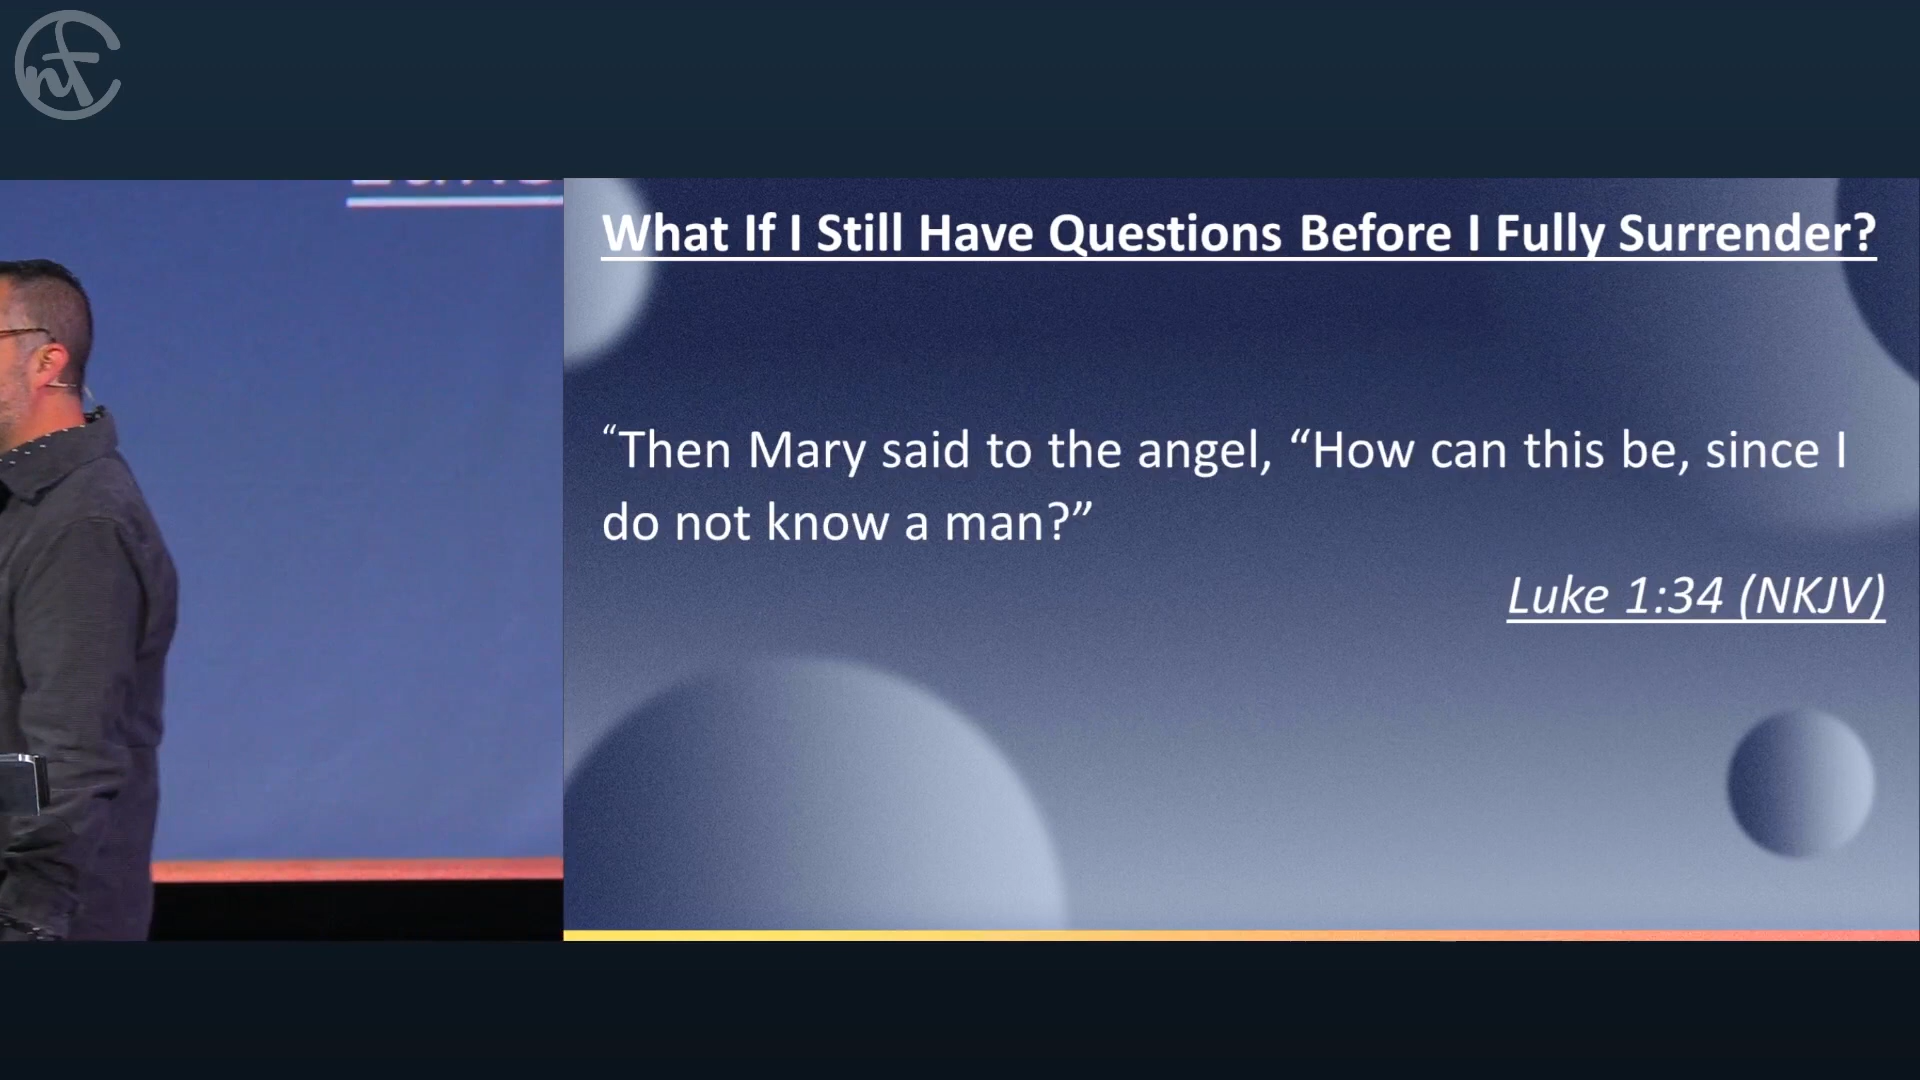 What If I Still Have Questions Before I Fully Surrender?
“Then Mary said to the angel, “How can this be, since I
do not know a man?”
Luke 1:34 (NKJV)